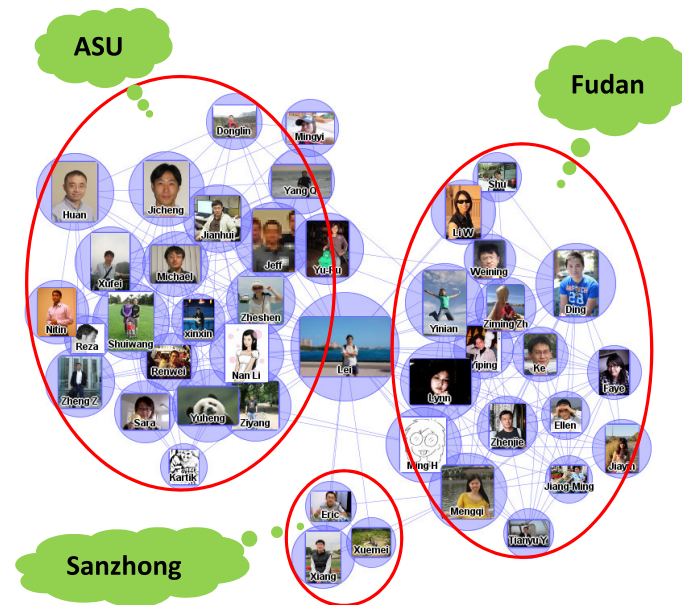 ASU
Fudan
Donglin
Mingyi
Shu
Yang Q
Huan
Jicheng
Jianhui
Li W
Jeff
Yu-Ru
Weining
Xufei
Michael
Ding
Zheshen
Yinian
Ziming Zh
Nitin
Reza
Shuiwang
xinxin
Yiping
Ke
Lei
Renwei
Nan Li
Lynn
Faye
Zheng Z
Sara
Yuheng
Ziyang
Ellen
Zhenjie
Ming H
Jiayin
Kartik
Jiang-Ming
Eric
Mengqi
Tianyu Y
Xuemei
Sanzhong
Xiang